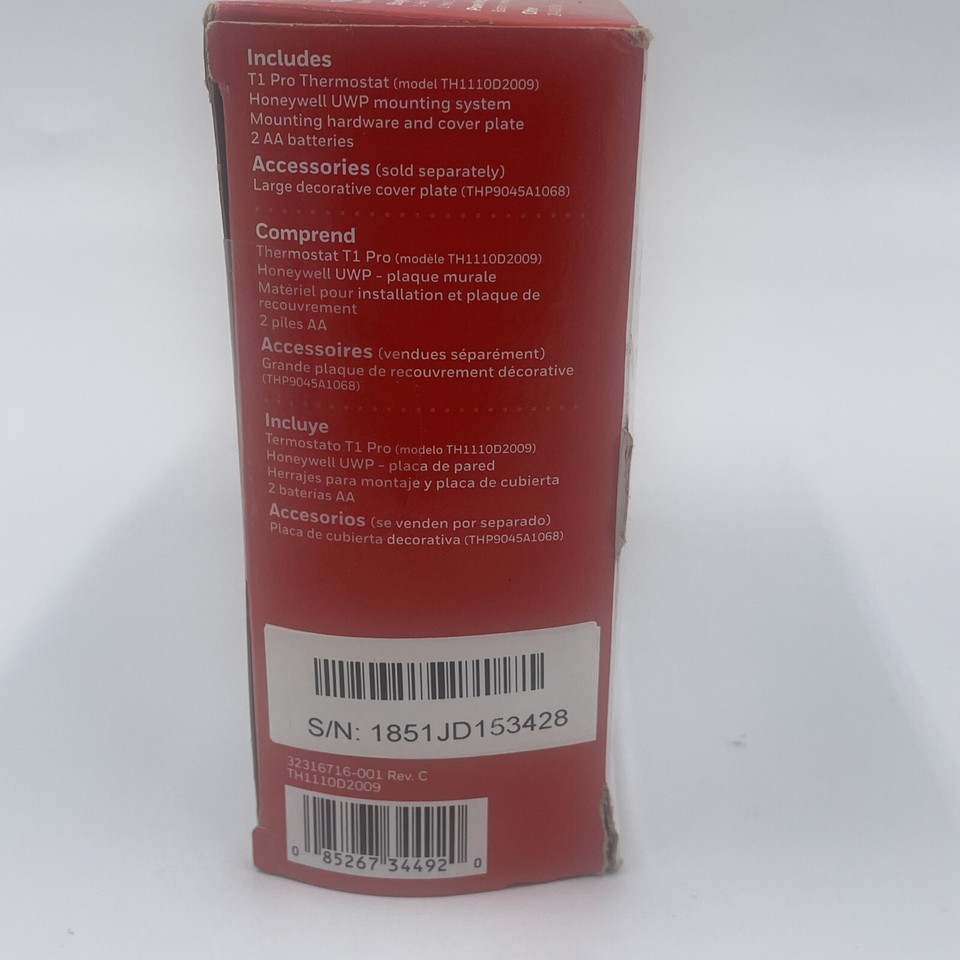 Includes
T1 Pro Thermostat (model TH1110D2009)
Honeywell UWP mounting system
Mounting hardware and cover plate
2 AA batteries
Accessories (sold separately)
Large decorative cover plate (THP9045A1068)
Comprend
Thermostat T1 Pro (modèle TH1110D2009)
Honeywell UWP - plaque murale
Matériel pour installation et plaque de
recouvrement
2 piles AA
Accessoires (vendues séparément)
Grande plaque de recouvrement décorative
(THP9045A1068)
Incluye
Termostato T1 Pro (modelo TH1110D2009)
Honeywell UWP - placa de pared
Herrajes para montaje y placa de cubierta
2 baterías AA
Accesorios (se venden por separado)
Placa de cubierta decorativa (THP9045A1068)
S/N: 1851JD153428
32316716-001 Rev. C
TH1110D2009
0 85267 34492 0